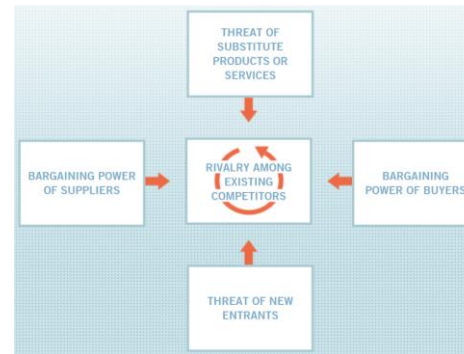 THREAT OF
SUBSTITUTE
PRODUCTS OR
SERVICES
BARGAINING POWER
OF SUPPLIERS
RIVALRY AMONG
EXISTING
COMPETITORS
BARGAINING
POWER OF BUYERS
THREAT OF NEW
ENTRANTS